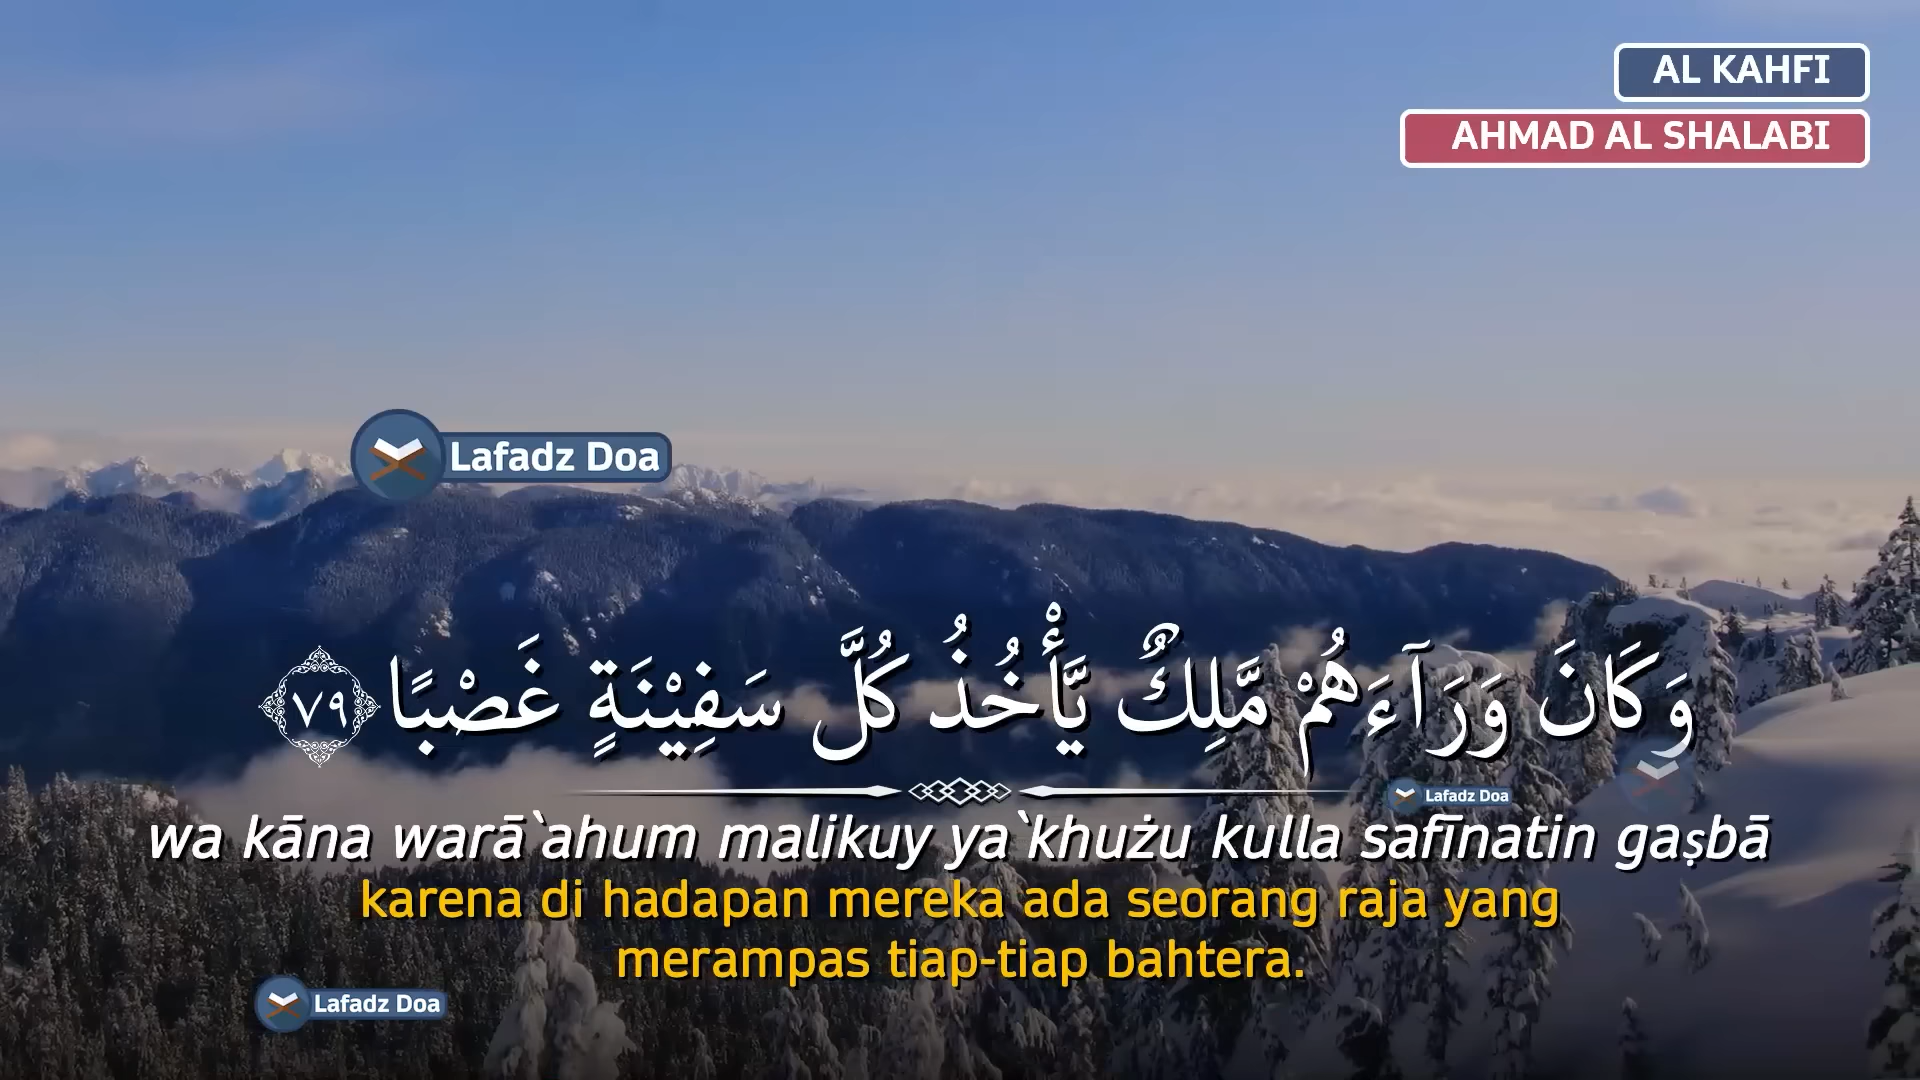 AL KAHFI
AHMAD AL SHALABI
Lafadz Doa
وَكَانَ وَرَآءَهُمْ مَّلِكٌ يَّأْخُذُ كُلَّ سَفِيْنَةٍ غَصْبًا ٧٩
Lafadz Doa
wa kāna warā`ahum malikuy ya`khużu kulla safīnatin gaṣbā
karena di hadapan mereka ada seorang raja yang
merampas tiap-tiap bahtera.
Lafadz Doa